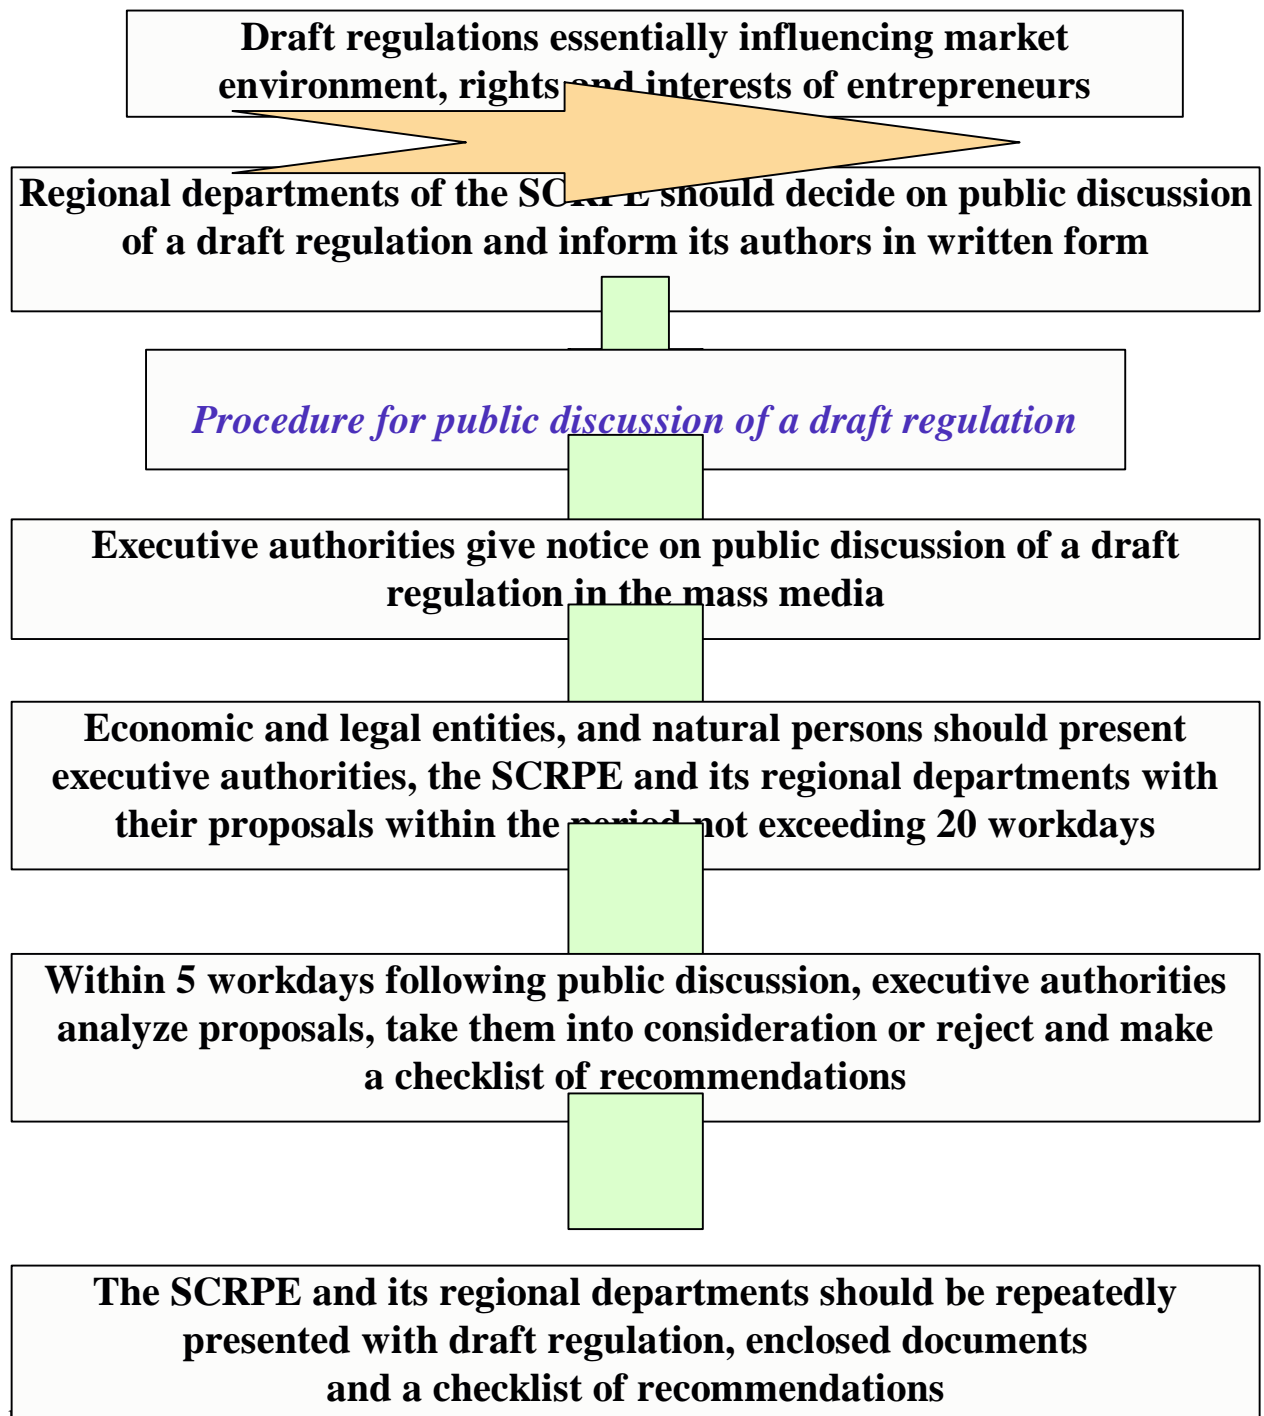 Draft regulations essentially influencing market
environment, rights and interests of entrepreneurs
Regional departments of the SCRPE should decide on public discussion
of a draft regulation and inform its authors in written form
Procedure for public discussion of a draft regulation
Executive authorities give notice on public discussion of a draft
regulation in the mass media
Economic and legal entities, and natural persons should present
executive authorities, the SCRPE and its regional departments with
their proposals within the period not exceeding 20 workdays
Within 5 workdays following public discussion, executive authorities
analyze proposals, take them into consideration or reject and make
a checklist of recommendations
The SCRPE and its regional departments should be repeatedly
presented with draft regulation, enclosed documents
and a checklist of recommendations